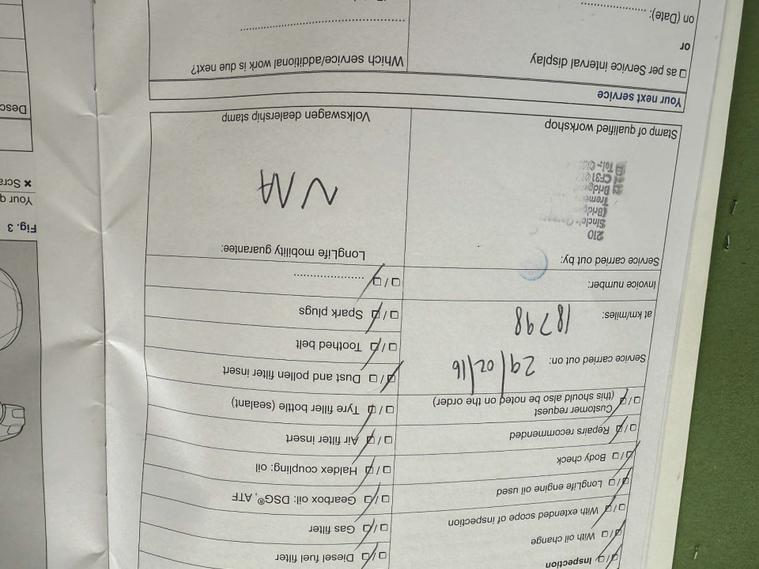 Inspection
With oil change
With extended scope of inspection
LongLife engine oil used
Body check
Repairs recommended
Customer request
(this should also be noted on the order)
Service carried out on: 29/02/16
at km/miles: 18798
Invoice number:
Service carried out by:
210
Stamp of qualified workshop
Diesel fuel filter
Gas filter
Gearbox oil: DSG®, ATF
Haldex coupling: oil
Air filter insert
Tyre filler bottle (sealant)
Dust and pollen filter insert
Toothed belt
Spark plugs
LongLife mobility guarantee:
N/A
Volkswagen dealership stamp
Your next service
as per Service interval display
or
on (Date):
Which service/additional work is due next?
Fig. 3